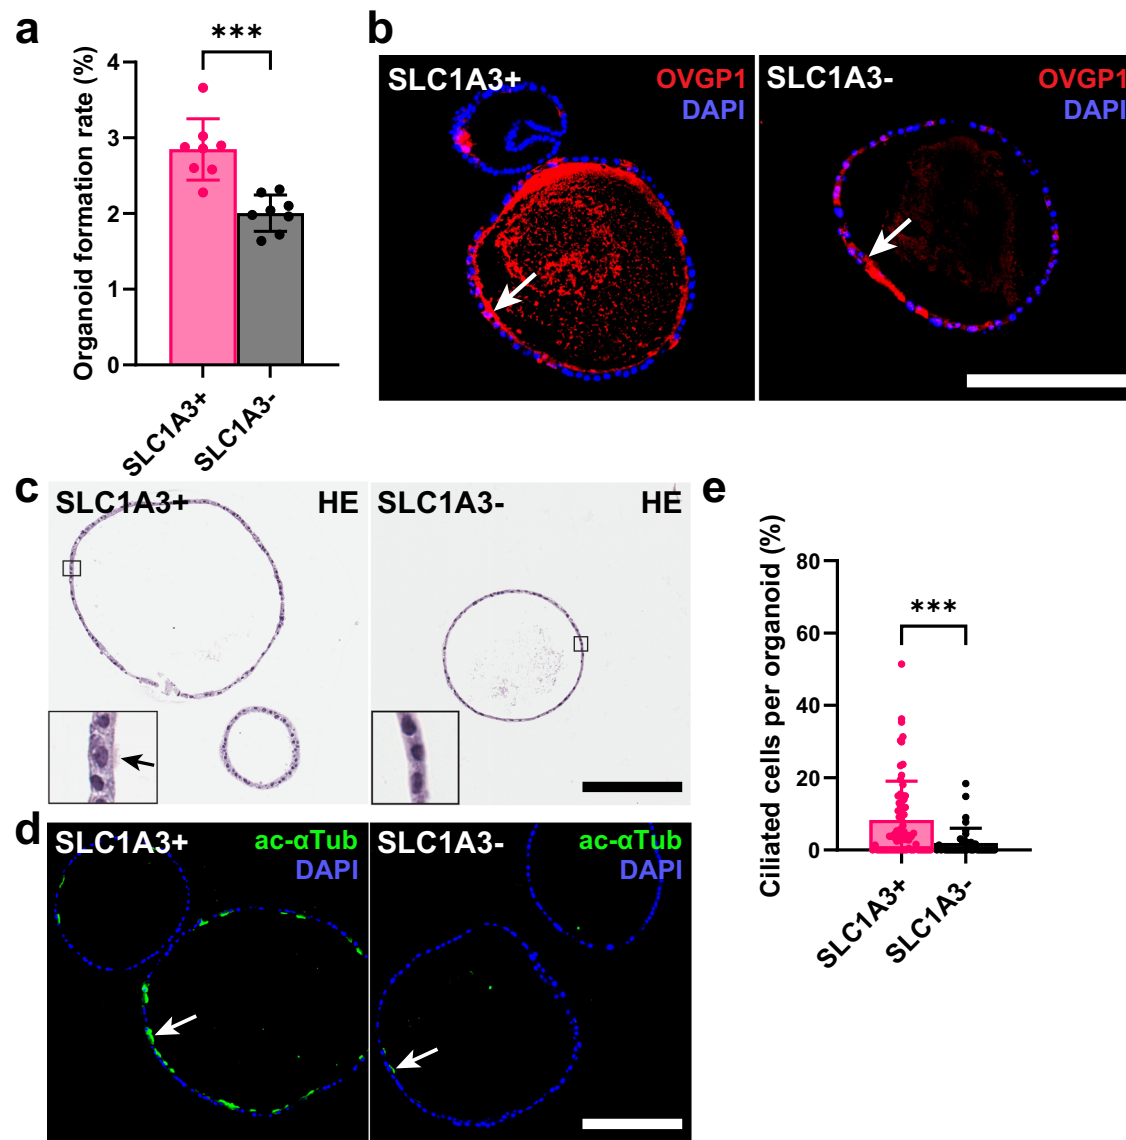 a
***
Organoid formation rate (%)
4
3
2
1
0
SLC1A3+
SLC1A3-
b
SLC1A3+
OVGP1
DAPI
SLC1A3-
OVGP1
DAPI
c
SLC1A3+
HE
SLC1A3-
HE
d
SLC1A3+
ac-αTub
DAPI
SLC1A3-
ac-αTub
DAPI
e
***
Ciliated cells per organoid (%)
80
60
40
20
0
SLC1A3+
SLC1A3-